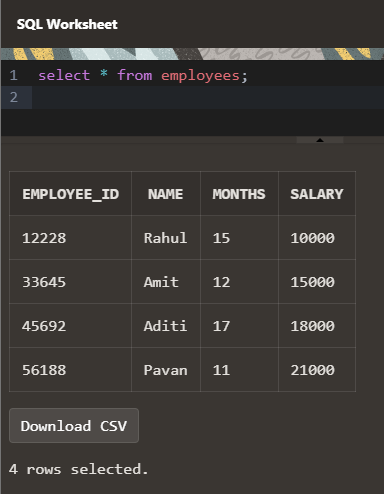 SQL Worksheet
1 select * from employees;
2
EMPLOYEE_ID NAME MONTHS SALARY
12228 Rahul 15 10000
33645 Amit 12 15000
45692 Aditi 17 18000
56188 Pavan 11 21000
Download CSV
4 rows selected.